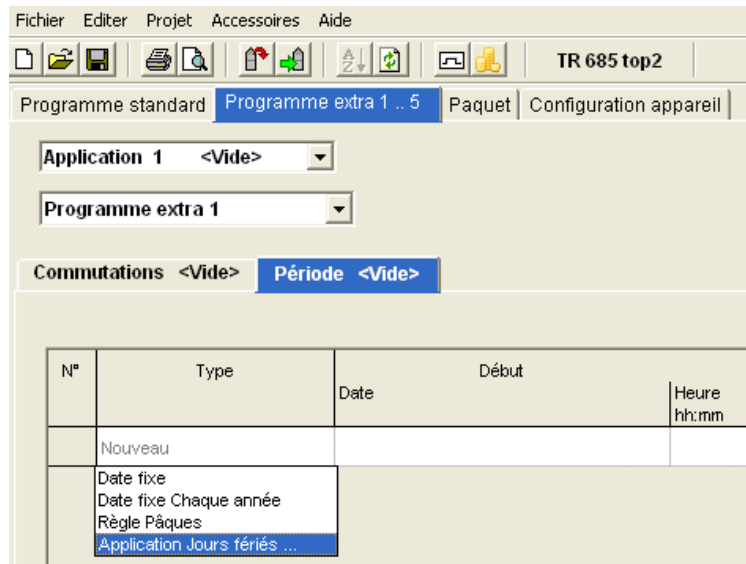 Fichier Editer Projet Accessoires Aide
TR 685 top2
Programme standard Programme extra 1 .. 5 Paquet Configuration appareil
Application 1 <Vide>
Programme extra 1
Commutations <Vide> Période <Vide>
N° Type Début
Date Heure
hh:mm
Nouveau
Date fixe
Date fixe Chaque année
Règle Pâques
Application Jours fériés ...